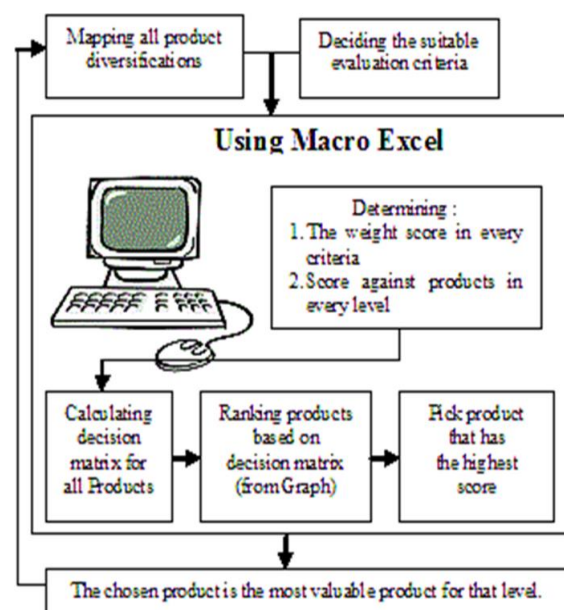 Mapping all product
diversifications
Deciding the suitable
evaluation criteria
Using Macro Excel
Determining :
1. The weight score in every
criteria
2. Score against products in
every level
Calculating
decision
matrix for
all Products
Ranking products
based on
decision matrix
(from Graph)
Pick product
that has
the highest
score
The chosen product is the most valuable product for that level.